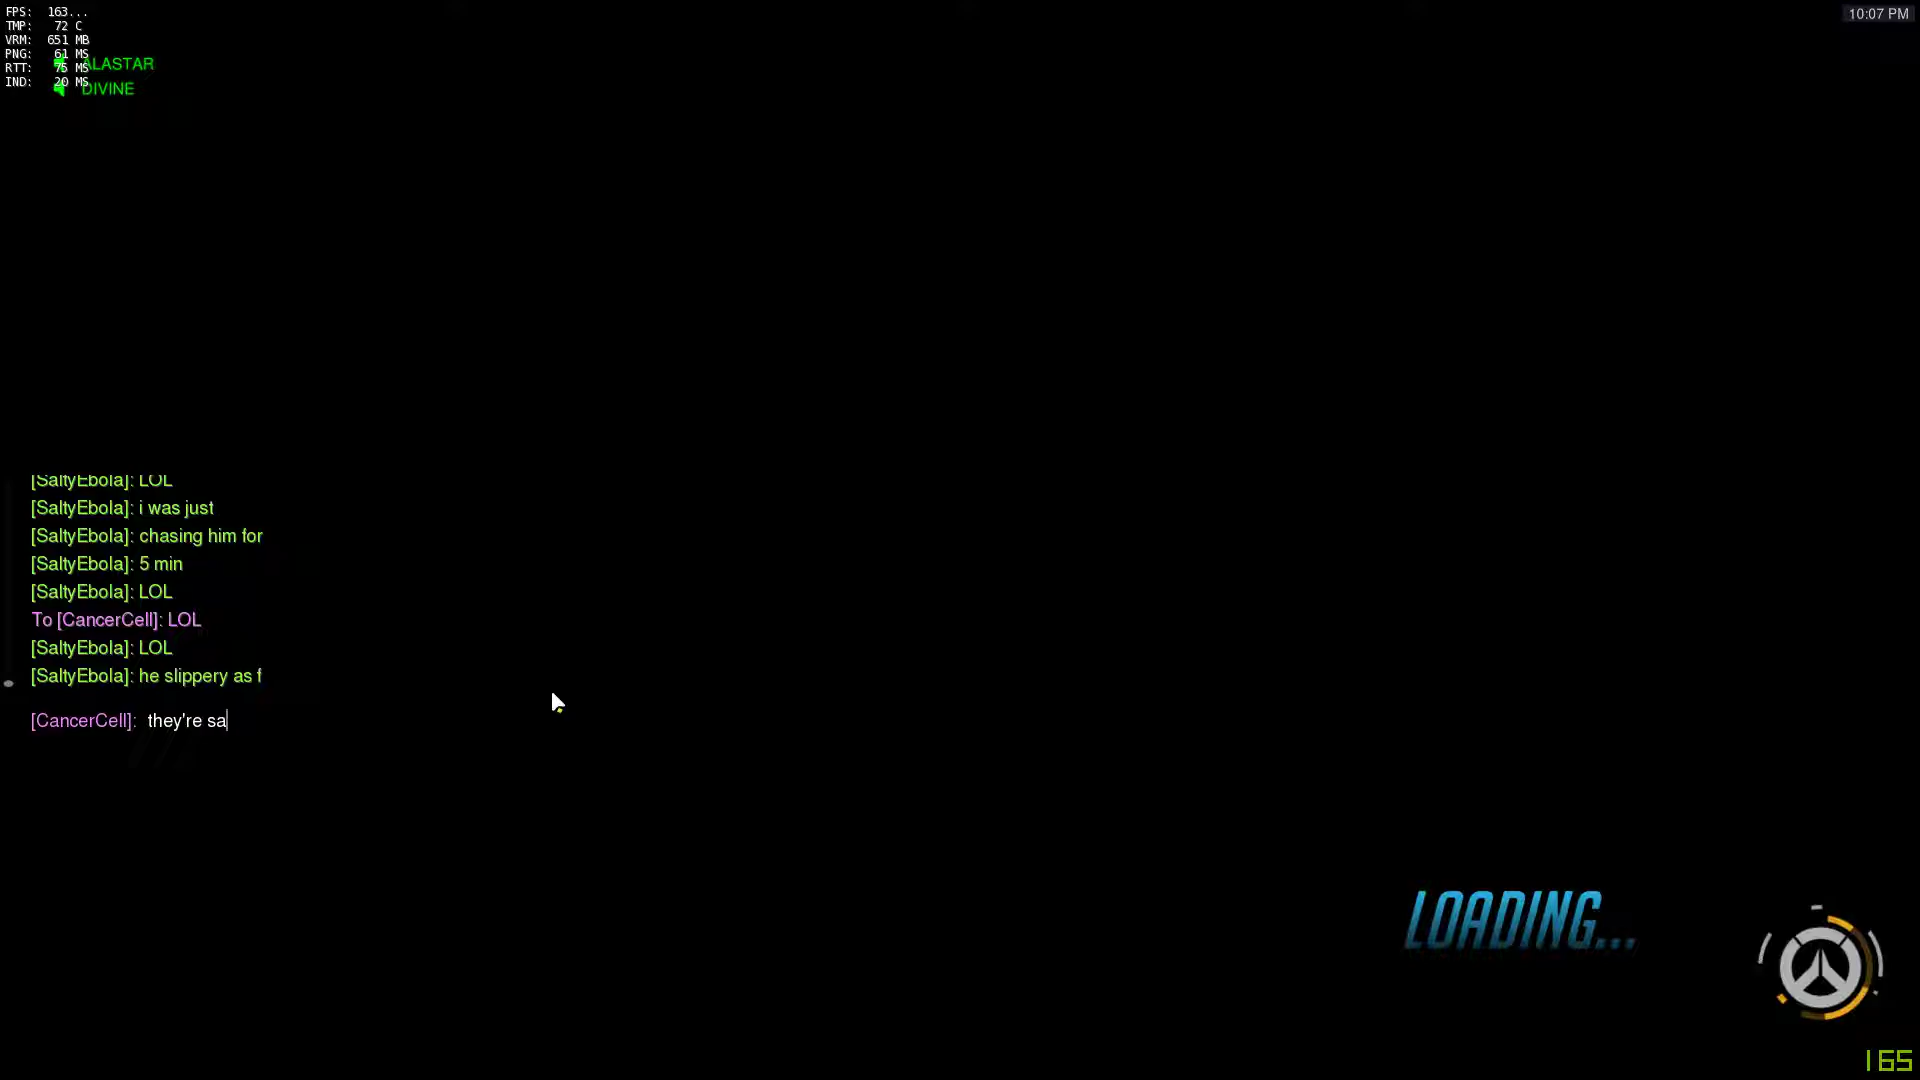 FPS: 163...
TMP: 72 C
VRM: 651 MB
PNG: 61 MS
RTT: 75 MS
IND: 20 MS
ALASTAR
DIVINE
10:07 PM
[SaltyEbola]: LOL
[SaltyEbola]: i was just
[SaltyEbola]: chasing him for
[SaltyEbola]: 5 min
[SaltyEbola]: LOL
To [CancerCell]: LOL
[SaltyEbola]: LOL
[SaltyEbola]: he slippery as f
[CancerCell]: they're sa
LOADING...
165